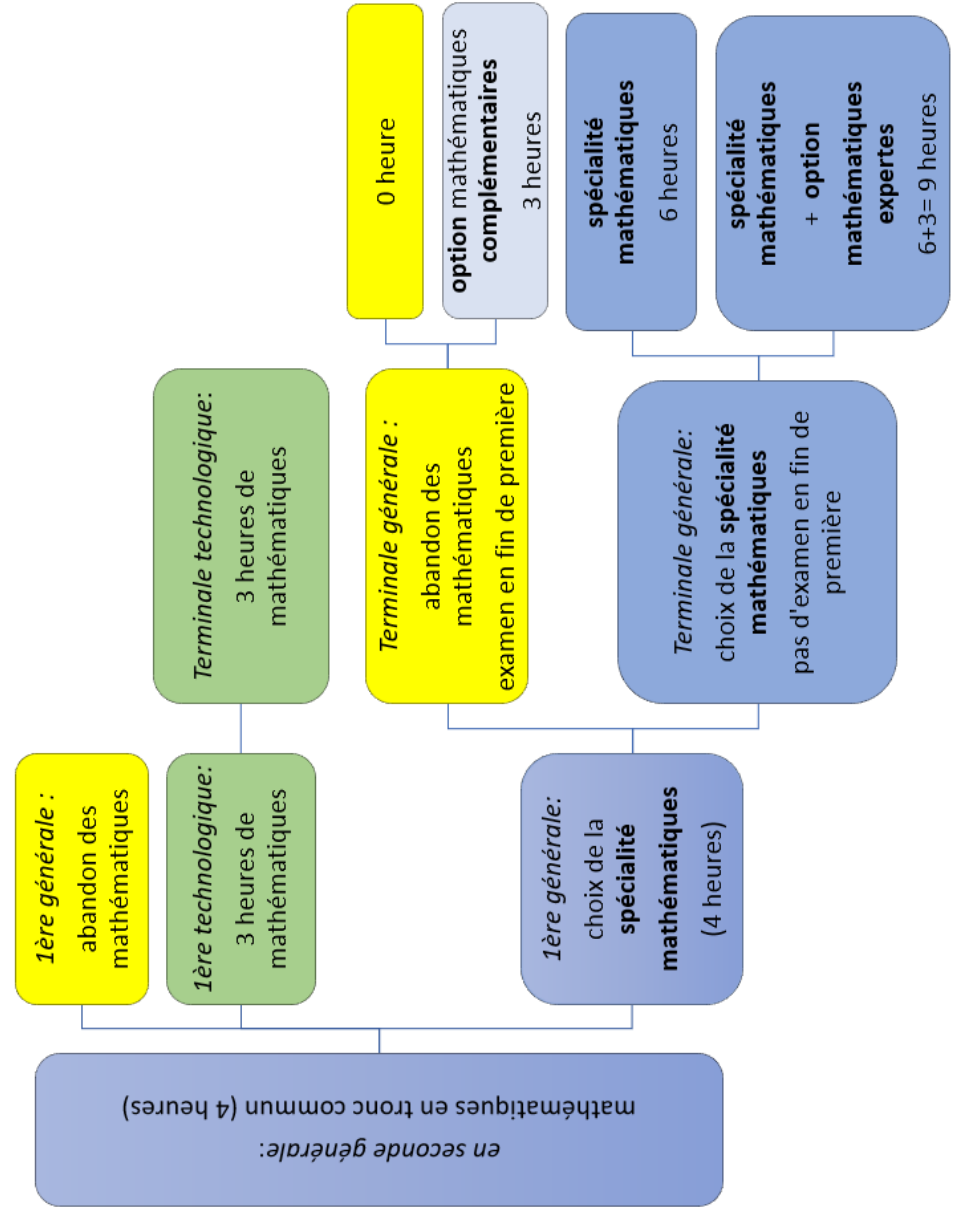 en seconde générale:
mathématiques en tronc commun (4 heures)
1ère générale :
abandon des
mathématiques
1ère technologique:
3 heures de
mathématiques
1ère générale:
choix de la
spécialité
mathématiques
(4 heures)
Terminale technologique:
3 heures de
mathématiques
Terminale générale :
abandon des
mathématiques
examen en fin de première
Terminale générale:
choix de la spécialité
mathématiques
pas d'examen en fin de
première
0 heure
option mathématiques
complémentaires
3 heures
spécialité
mathématiques
6 heures
spécialité
mathématiques
+ option
mathématiques
expertes
6+3= 9 heures